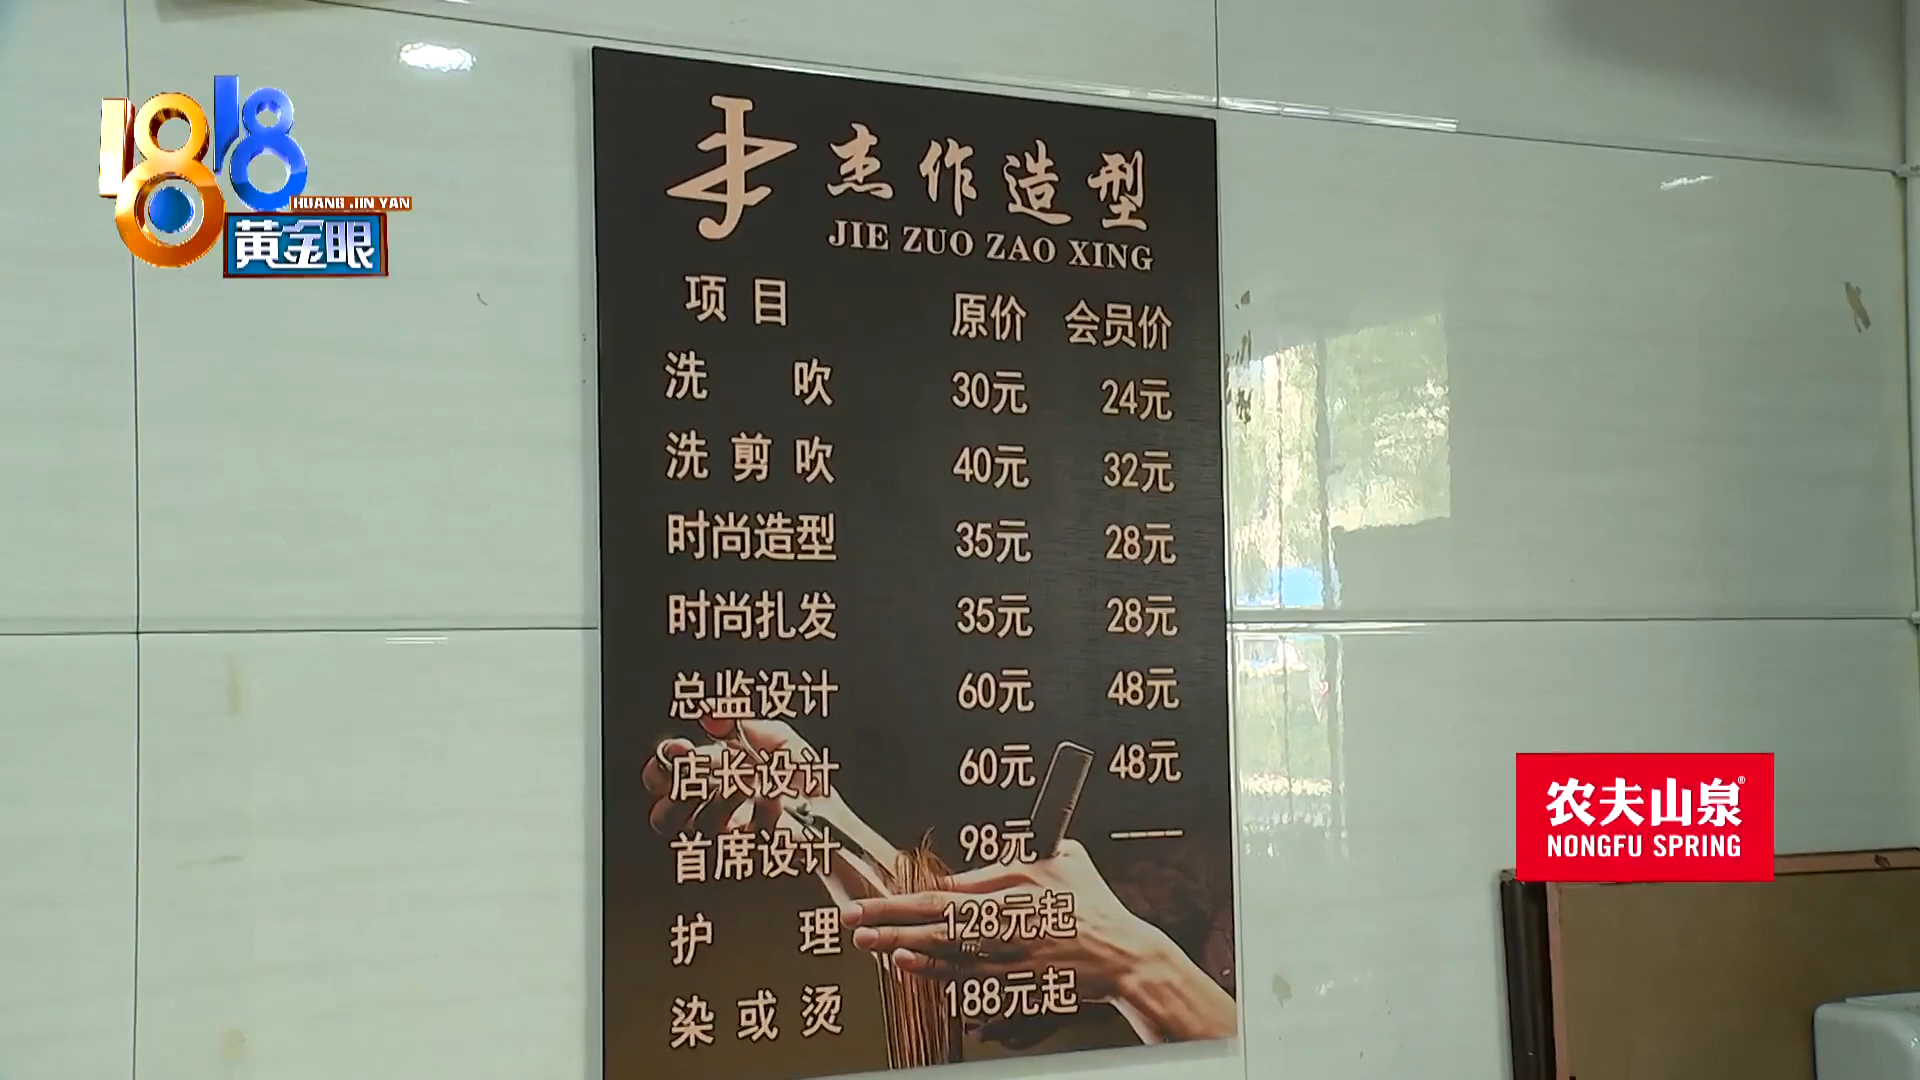 1818
HUANG JIN YAN
黄金眼
杰作造型
JIE ZUO ZAO XING
项目 原价 会员价
洗吹 30元 24元
洗剪吹 40元 32元
时尚造型 35元 28元
时尚扎发 35元 28元
总监设计 60元 48元
店长设计 60元 48元
首席设计 98元 ----
护理 128元起
染或烫 188元起
农夫山泉®
NONGFU SPRING